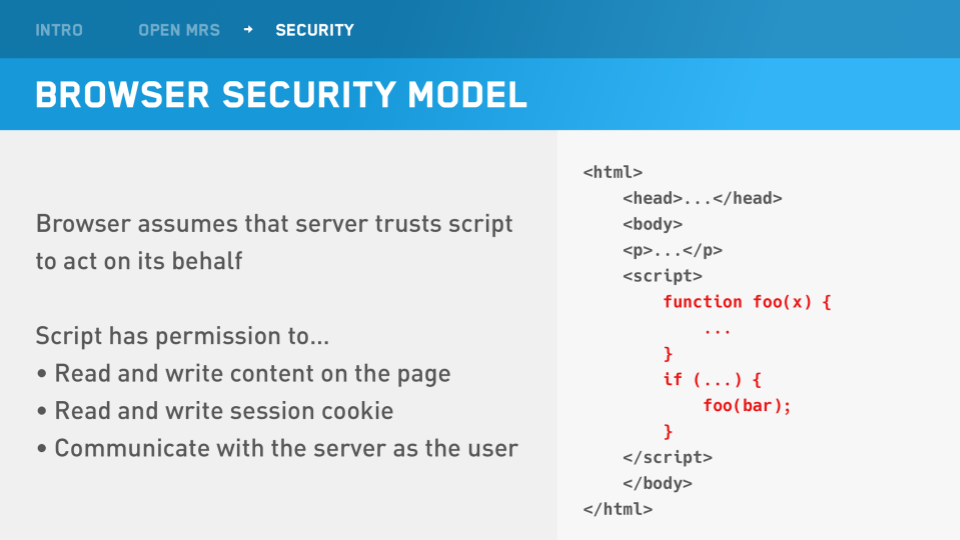 INTRO OPEN MRS → SECURITY
BROWSER SECURITY MODEL
Browser assumes that server trusts script
to act on its behalf
Script has permission to...
• Read and write content on the page
• Read and write session cookie
• Communicate with the server as the user
<html>
    <head>...</head>
    <body>
    <p>...</p>
    <script>
        function foo(x) {
            ...
        }
        if (...) {
            foo(bar);
        }
    </script>
    </body>
</html>